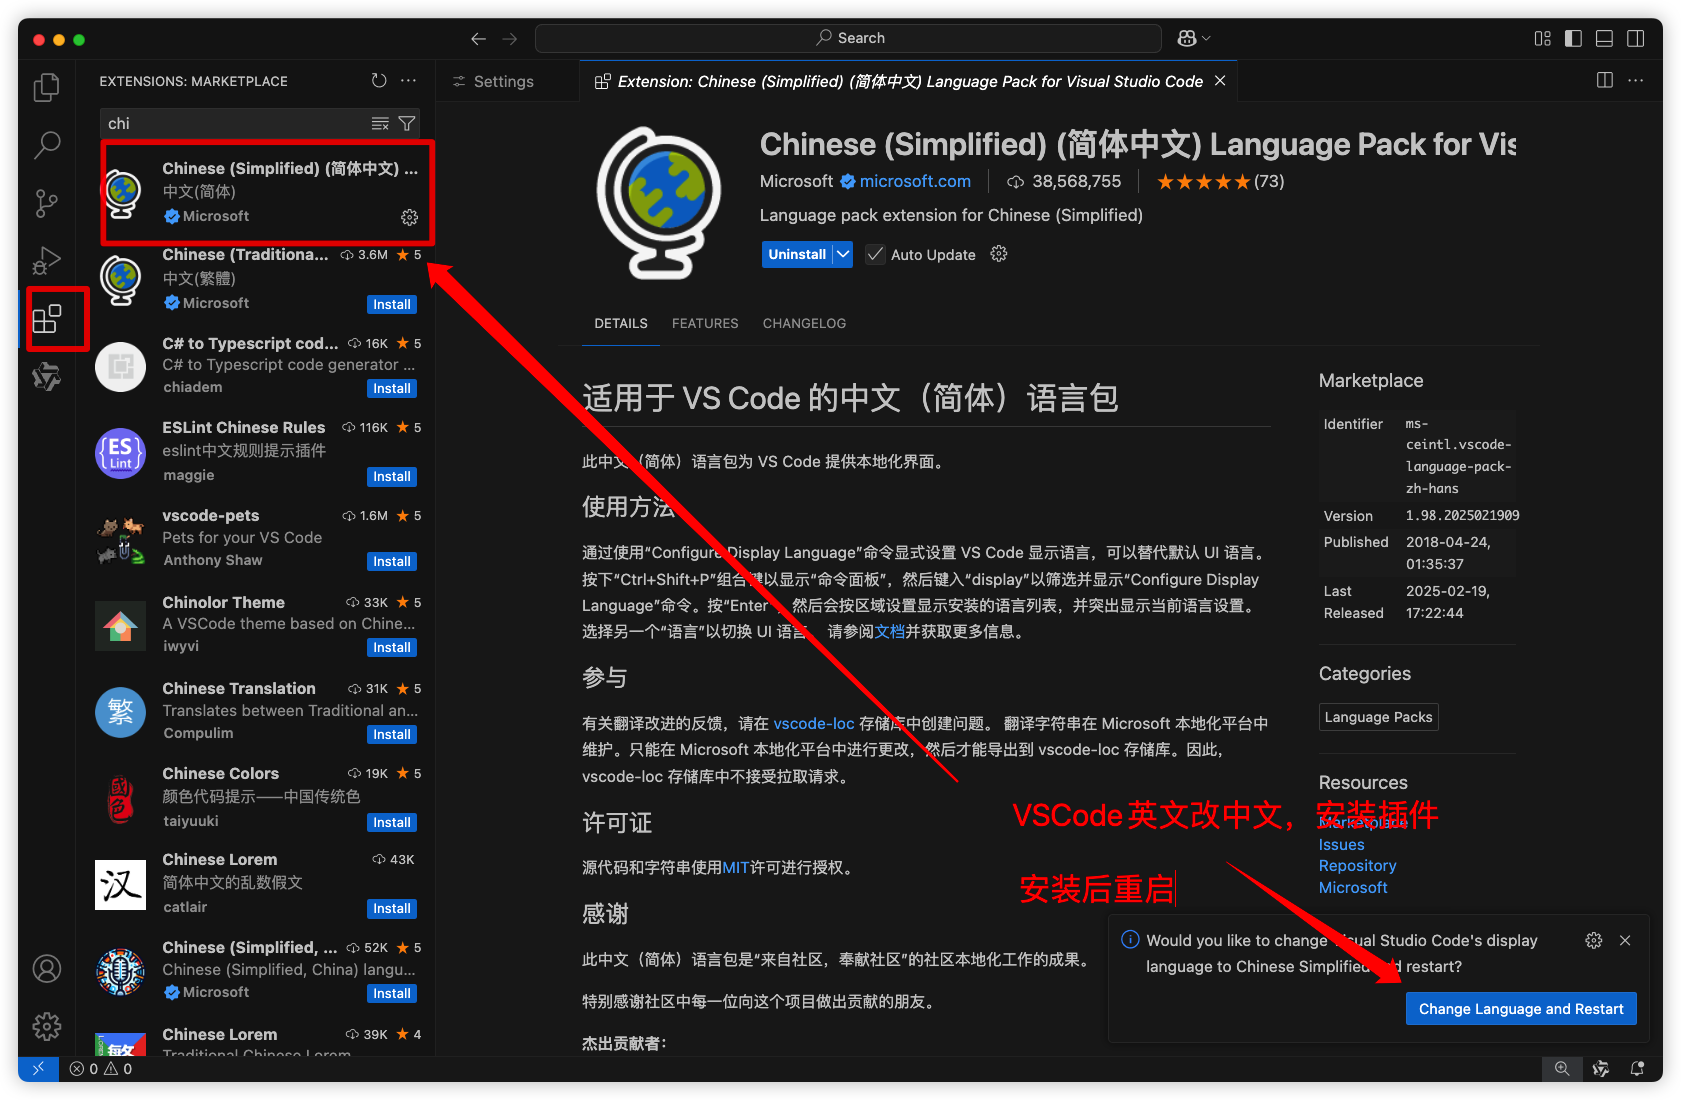 Search
EXTENSIONS: MARKETPLACE
chi
Chinese (Simplified) (简体中文) ...
中文(简体)
Microsoft
Chinese (Traditiona... 3.6M 5
中文(繁體)
Microsoft
Install
C# to Typescript cod... 16K 5
C# to Typescript code generator ...
chiadem
Install
ESLint Chinese Rules 116K 5
eslint中文规则提示插件
maggie
Install
{ES}
Lint
vscode-pets 1.6M 5
Pets for your VS Code
Anthony Shaw
Install
Chinolor Theme 33K 5
A VSCode theme based on Chine...
iwyvi
Install
Chinese Translation 31K 5
Translates between Traditional an...
Compulim
Install
繁
Chinese Colors 19K 5
颜色代码提示——中国传统色
taiyuuki
Install
國色
Chinese Lorem 43K
简体中文的乱数假文
catlair
Install
汉
Chinese (Simplified, ... 52K 5
Chinese (Simplified, China) langu...
Microsoft
Install
Chinese Lorem 39K 4
Traditional Chinese Lorem
0 0
Settings
Extension: Chinese (Simplified) (简体中文) Language Pack for Visual Studio Code
Chinese (Simplified) (简体中文) Language Pack for Vis
Microsoft microsoft.com 38,568,755 (73)
Language pack extension for Chinese (Simplified)
Uninstall Auto Update
DETAILS FEATURES CHANGELOG
适用于 VS Code 的中文（简体）语言包
此中文（简体）语言包为 VS Code 提供本地化界面。
使用方法
通过使用“Configure Display Language”命令显式设置 VS Code 显示语言，可以替代默认 UI 语言。
按下“Ctrl+Shift+P”组合键以显示“命令面板”，然后键入“display”以筛选并显示“Configure Display
Language”命令。按“Enter”，然后会按区域设置显示安装的语言列表，并突出显示当前语言设置。
选择另一个“语言”以切换 UI 语言。 请参阅文档并获取更多信息。
参与
有关翻译改进的反馈，请在 vscode-loc 存储库中创建问题。 翻译字符串在 Microsoft 本地化平台中
维护。只能在 Microsoft 本地化平台中进行更改，然后才能导出到 vscode-loc 存储库。因此，
vscode-loc 存储库中不接受拉取请求。
许可证
源代码和字符串使用MIT许可进行授权。
感谢
此中文（简体）语言包是“来自社区，奉献社区”的社区本地化工作的成果。
特别感谢社区中每一位向这个项目做出贡献的朋友。
杰出贡献者：
Marketplace
Identifier ms-
ceintl.vscode-
language-pack-
zh-hans
Version 1.98.2025021909
Published 2018-04-24,
01:35:37
Last 2025-02-19,
Released 17:22:44
Categories
Language Packs
Resources
Marketplace
Issues
Repository
Microsoft
VSCode英文改中文，安装插件
安装后重启
Would you like to change Visual Studio Code's display
language to Chinese Simplified and restart?
Change Language and Restart